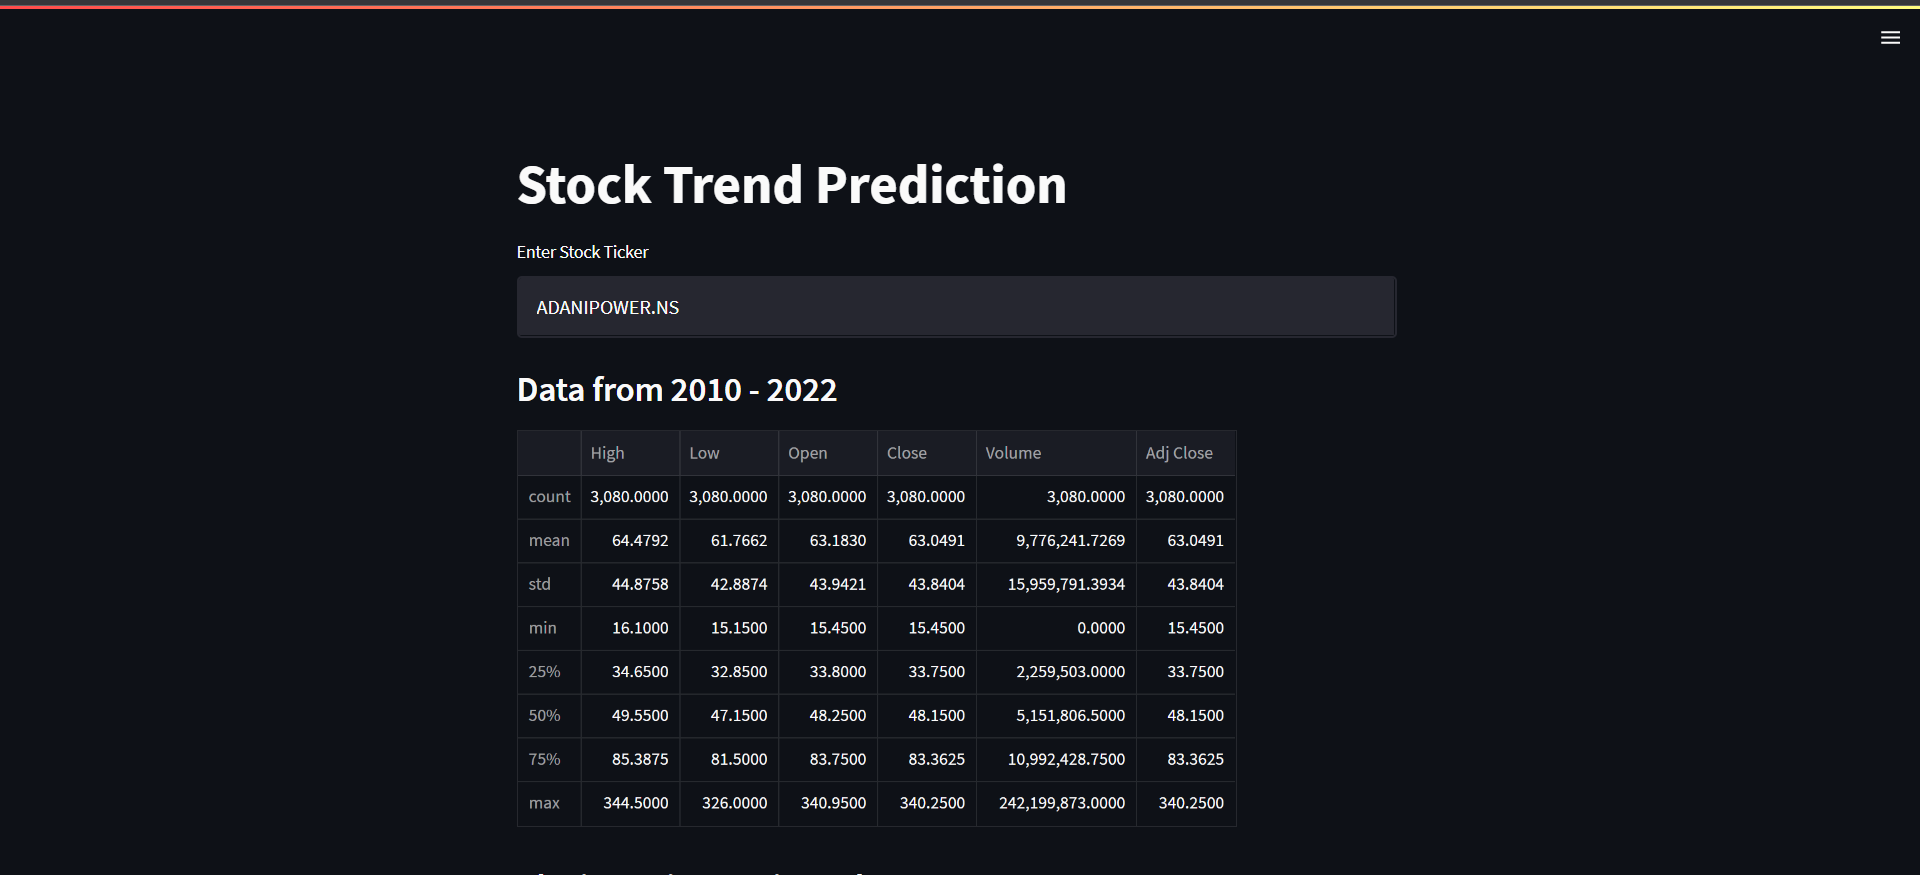 Stock Trend Prediction
Enter Stock Ticker
ADANIPOWER.NS
Data from 2010 - 2022
High Low Open Close Volume Adj Close
count 3,080.0000 3,080.0000 3,080.0000 3,080.0000 3,080.0000 3,080.0000
mean 64.4792 61.7662 63.1830 63.0491 9,776,241.7269 63.0491
std 44.8758 42.8874 43.9421 43.8404 15,959,791.3934 43.8404
min 16.1000 15.1500 15.4500 15.4500 0.0000 15.4500
25% 34.6500 32.8500 33.8000 33.7500 2,259,503.0000 33.7500
50% 49.5500 47.1500 48.2500 48.1500 5,151,806.5000 48.1500
75% 85.3875 81.5000 83.7500 83.3625 10,992,428.7500 83.3625
max 344.5000 326.0000 340.9500 340.2500 242,199,873.0000 340.2500